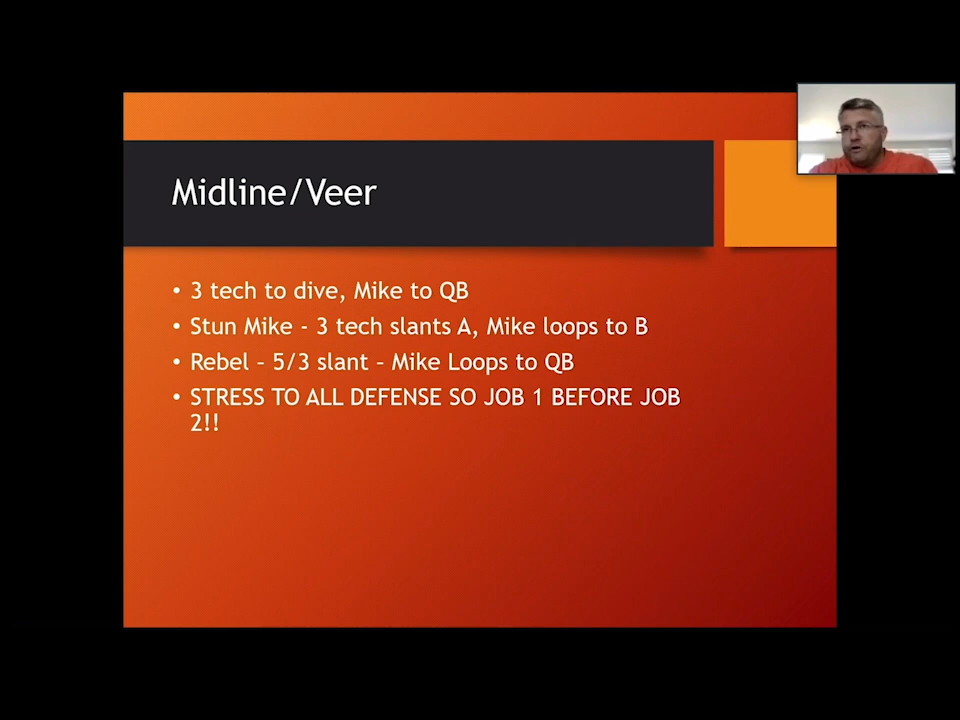 Midline/Veer
• 3 tech to dive, Mike to QB
• Stun Mike - 3 tech slants A, Mike loops to B
• Rebel – 5/3 slant – Mike Loops to QB
• STRESS TO ALL DEFENSE SO JOB 1 BEFORE JOB
2!!